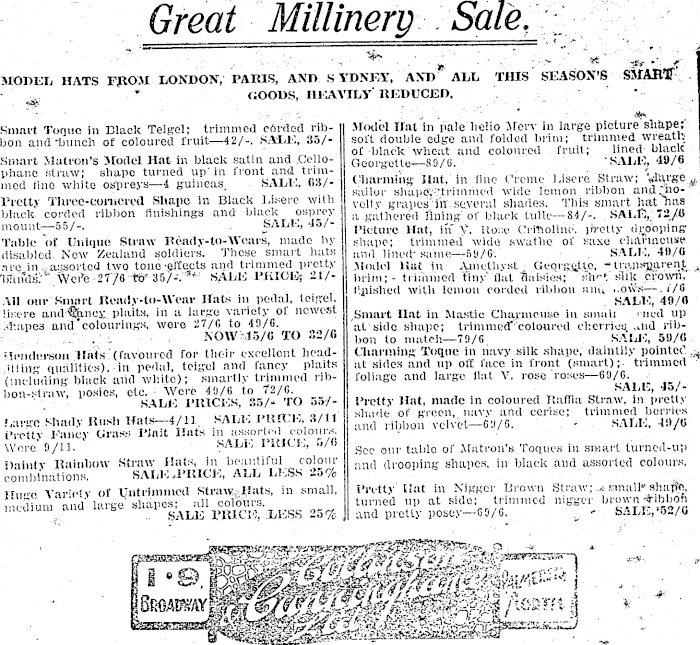 Great Millinery Sale.
MODEL HATS FROM LONDON, PARIS, AND SYDNEY, AND ALL THIS SEASON'S SMART
GOODS, HEAVILY REDUCED.
Smart Toque in Black Teigel; trimmed corded rib-
bon and bunch of coloured fruit—42/-. SALE, 35/-
Smart Matron's Model Hat in black satin and Cello-
phane straw; shape turned up in front and trim-
med fine white ospreys—4 guineas. SALE, 63/-
Pretty Three-cornered Shape in Black Lisere with
black corded ribbon finishings and black osprey
mount—55/-. SALE, 45/-
Table of Unique Straw Ready-to-Wears, made by
disabled New Zealand soldiers. These smart hats
are in assorted two tone effects and trimmed pretty
bands. Were 27/6 to 35/-. SALE PRICE, 21/-
All our Smart Ready-to-Wear Hats in pedal, teigel,
lisere and fancy plaits, in a large variety of newest
shapes and colourings, were 27/6 to 49/6.
NOW 15/6 TO 32/6
Henderson Hats (favoured for their excellent head-
fitting qualities), in pedal, teigel and fancy plaits
(including black and white); smartly trimmed rib-
bon-straw, posies, etc. Were 49/6 to 72/6.
SALE PRICES, 35/- TO 55/-
Large Shady Rush Hats—4/11. SALE PRICE, 3/11
Pretty Fancy Grass Plait Hats in assorted colours.
Were 9/11. SALE PRICE, 5/6
Dainty Rainbow Straw Hats, in beautiful colour
combinations. SALE PRICE, ALL LESS 25%
Huge Variety of Untrimmed Straw Hats, in small,
medium and large shapes; all colours.
SALE PRICE, LESS 25%
Model Hat in pale helio Merv in large picture shape;
soft double edge and folded brim; trimmed wreath
of black wheat and coloured fruit; lined black
Georgette—89/6. SALE, 49/6
Charming Hat, in fine Creme Lisere Straw; large
sailor shape, trimmed wide lemon ribbon and no-
velty grapes in several shades. This smart hat has
a gathered lining of black tulle—84/-. SALE, 72/6
Picture Hat, in V. Rose Crinoline, pretty drooping
shape; trimmed wide swathe of saxe charmeuse
and lined same—59/6. SALE, 49/6
Model Hat in Amethyst Georgette, transparent
brim; trimmed tiny flat daisies; silk crown,
finished with lemon corded ribbon and
SALE, 49/6
Smart Hat in Mastic Charmeuse in small up
at side shape; trimmed coloured cherries and rib-
bon to match—79/6 SALE, 59/6
Charming Toque in navy silk shape, daintily pointed
at sides and up off face in front (smart); trimmed
foliage and large flat V. rose roses—69/6.
SALE, 45/-
Pretty Hat, made in coloured Raffia Straw, in pretty
shade of green, navy and cerise; trimmed berries
and ribbon velvet—69/6. SALE, 49/6
See our table of Matron's Toques in smart turned-up
and drooping shapes, in black and assorted colours.
Pretty Hat in Nigger Brown Straw; small shape,
turned up at side; trimmed nigger brown ribbon
and pretty posey—69/6. SALE, 52/6
BROADWAY
Collinson
& Cunninghame
Ltd
PALMERSTN
NORTH